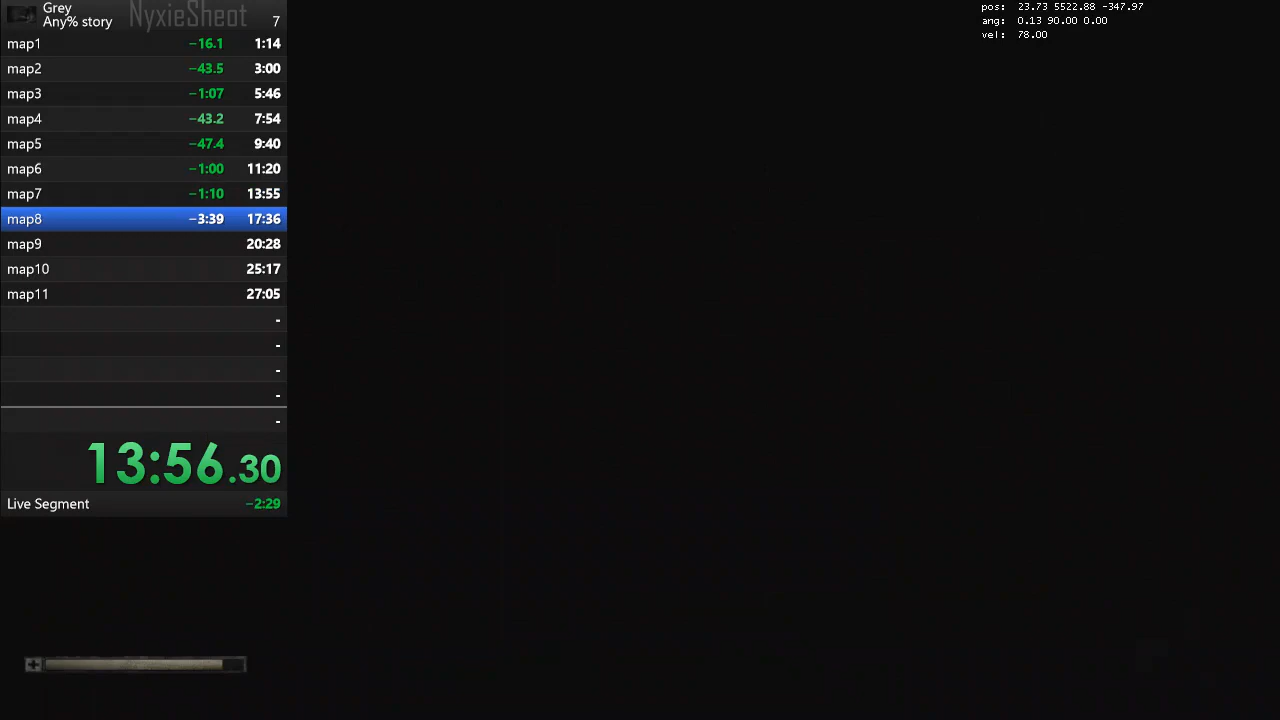 Grey
Any% story
NyxieSheot
7
map1 −16.1 1:14
map2 −43.5 3:00
map3 −1:07 5:46
map4 −43.2 7:54
map5 −47.4 9:40
map6 −1:00 11:20
map7 −1:10 13:55
map8 −3:39 17:36
map9 20:28
map10 25:17
map11 27:05
-
-
-
-
-
13:56.30
Live Segment −2:29
pos: 23.73 5522.88 -347.97
ang: 0.13 90.00 0.00
vel: 78.00